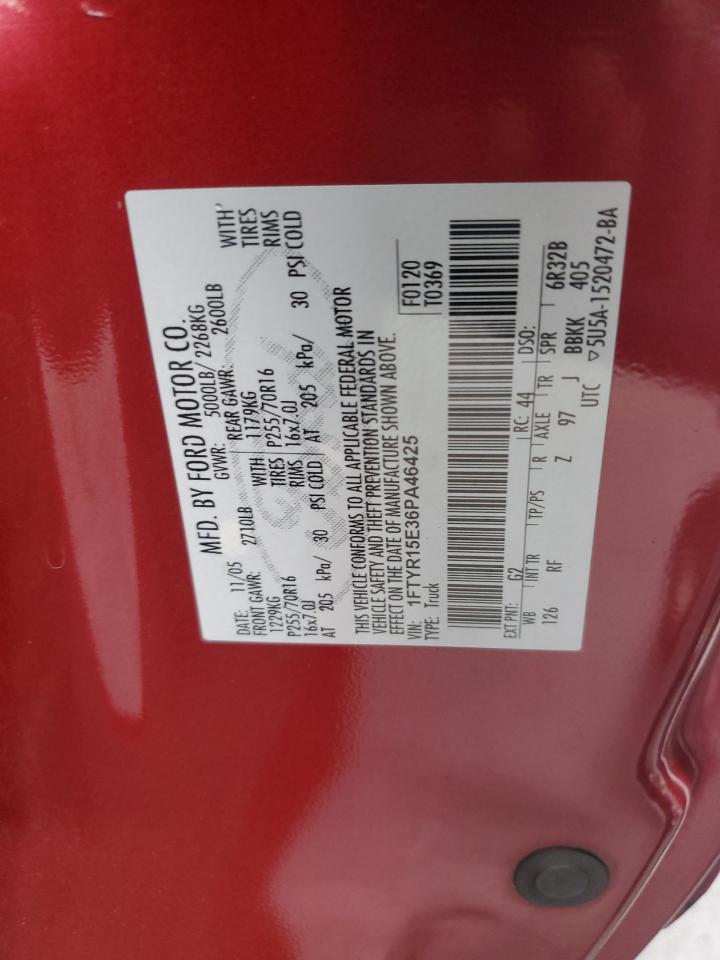 MFD. BY FORD MOTOR CO.
DATE: 11/05 GVWR: 5000LB/ 2268KG
FRONT GAWR: 2710LB REAR GAWR: 2600LB
1229KG WITH 1179KG WITH
P255/70R16 TIRES P255/70R16 TIRES
16x7.0J RIMS 16x7.0J RIMS
AT 205 kPa/ 30 PSI COLD AT 205 kPa/ 30 PSI COLD
THIS VEHICLE CONFORMS TO ALL APPLICABLE FEDERAL MOTOR
VEHICLE SAFETY AND THEFT PREVENTION STANDARDS IN
EFFECT ON THE DATE OF MANUFACTURE SHOWN ABOVE.
VIN: 1FTYR15E36PA46425
TYPE: Truck
F0120
T0369
EXT PNT: G2 RC: 44 DSO:
WB INT TR TP/PS R AXLE TR SPR 6R32B
126 RF Z 97 J BBKK 405
UTC ▽5U5A-1520472-BA